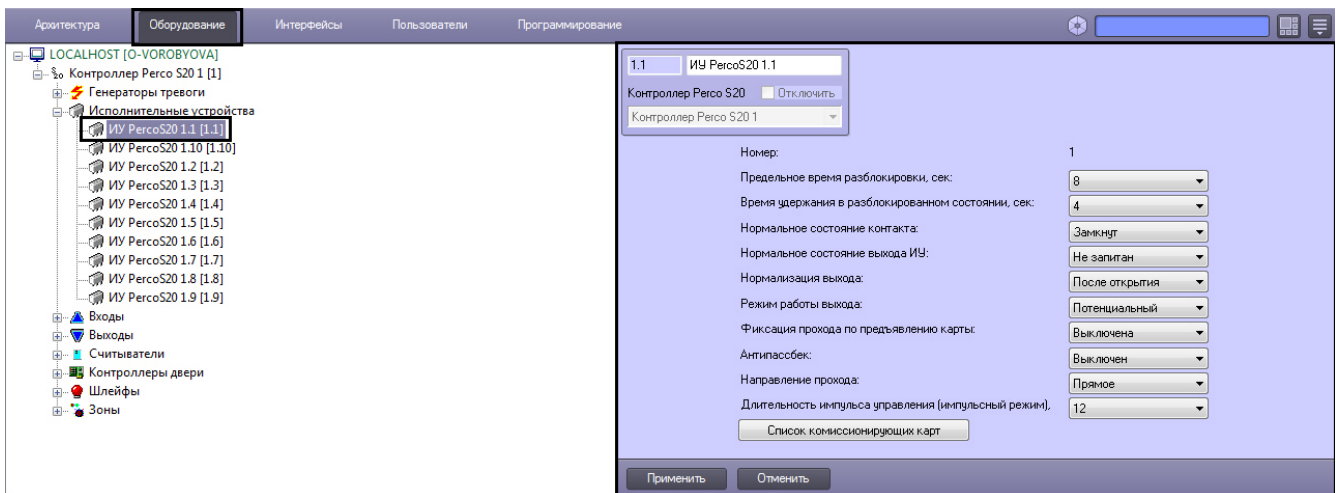 Архитектура Оборудование Интерфейсы Пользователи Программирование
LOCALHOST [O-VOROBYOVA]
Контроллер Perco S20 1 [1]
Генераторы тревоги
Исполнительные устройства
ИУ PercoS20 1.1 [1.1]
ИУ PercoS20 1.10 [1.10]
ИУ PercoS20 1.2 [1.2]
ИУ PercoS20 1.3 [1.3]
ИУ PercoS20 1.4 [1.4]
ИУ PercoS20 1.5 [1.5]
ИУ PercoS20 1.6 [1.6]
ИУ PercoS20 1.7 [1.7]
ИУ PercoS20 1.8 [1.8]
ИУ PercoS20 1.9 [1.9]
Входы
Выходы
Считыватели
Контроллеры двери
Шлейфы
Зоны
1.1 ИУ PercoS20 1.1
Контроллер Perco S20 Отключить
Контроллер Perco S20 1
Номер: 1
Предельное время разблокировки, сек: 8
Время удержания в разблокированном состоянии, сек: 4
Нормальное состояние контакта: Замкнут
Нормальное состояние выхода ИУ: Не запитан
Нормализация выхода: После открытия
Режим работы выхода: Потенциальный
Фиксация прохода по предъявлению карты: Выключена
Антипассбек: Выключен
Направление прохода: Прямое
Длительность импульса управления (импульсный режим), 12
Список комиссионирующих карт
Применить Отменить